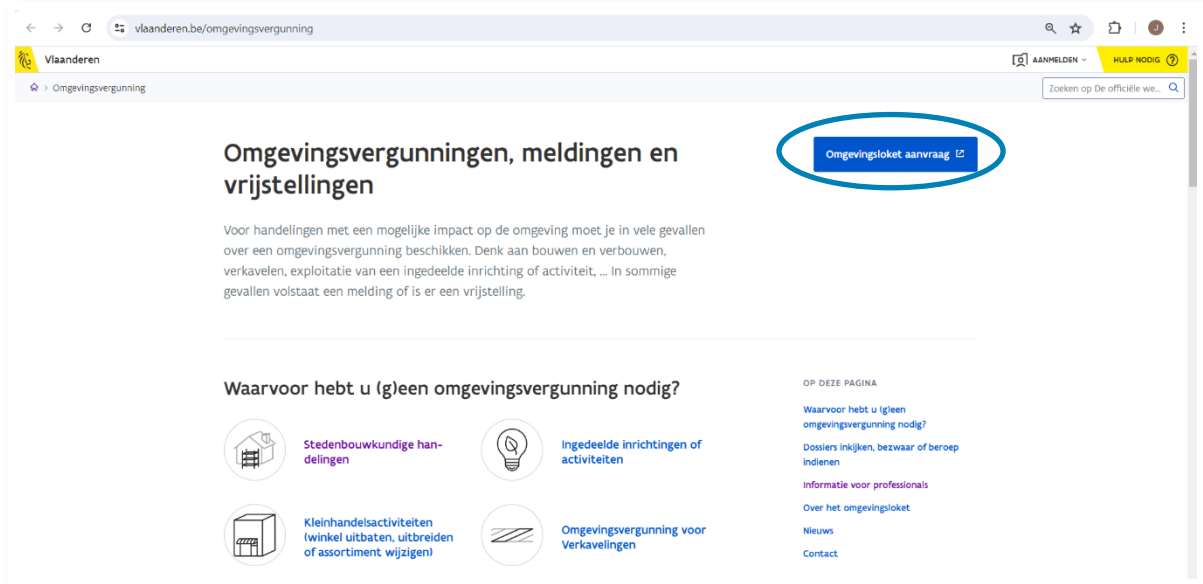 vlaanderen.be/omgevingsvergunning
J
Vlaanderen
AANMELDEN
HULP NODIG
Omgevingsvergunning
Zoeken op De officiële we...
Omgevingsvergunningen, meldingen en
vrijstellingen
Omgevingsloket aanvraag
Voor handelingen met een mogelijke impact op de omgeving moet je in vele gevallen
over een omgevingsvergunning beschikken. Denk aan bouwen en verbouwen,
verkavelen, exploitatie van een ingedeelde inrichting of activiteit, ... In sommige
gevallen volstaat een melding of is er een vrijstelling.
Waarvoor hebt u (g)een omgevingsvergunning nodig?
Stedenbouwkundige han-
delingen
Ingedeelde inrichtingen of
activiteiten
Kleinhandelsactiviteiten
(winkel uitbaten, uitbreiden
of assortiment wijzigen)
Omgevingsvergunning voor
Verkavelingen
OP DEZE PAGINA
Waarvoor hebt u (g)een
omgevingsvergunning nodig?
Dossiers inkijken, bezwaar of beroep
indienen
Informatie voor professionals
Over het omgevingsloket
Nieuws
Contact